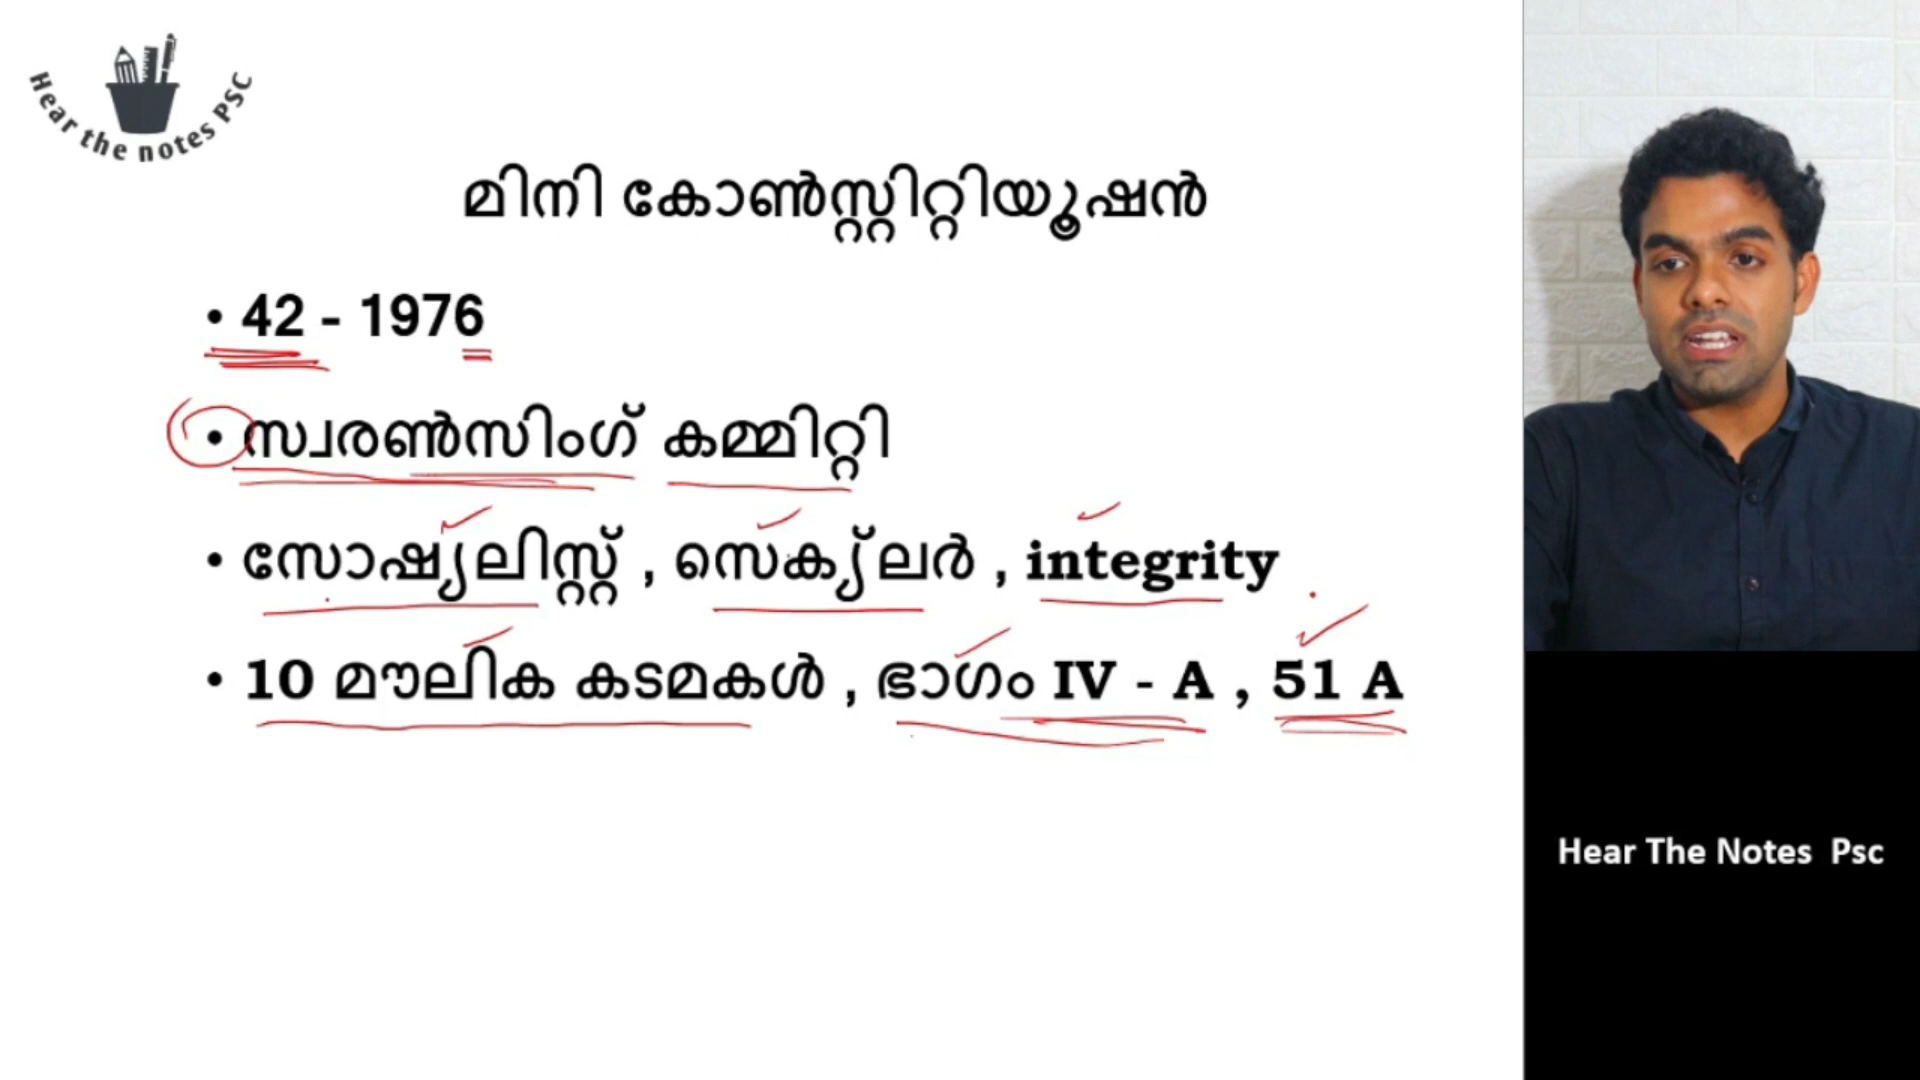 Hear the notes PSC
മിനി കോൺസ്റ്റിറ്റിയൂഷൻ
• 42 - 1976
• സ്വരൺസിംഗ് കമ്മിറ്റി
• സോഷ്യലിസ്റ്റ് , സെക്യ്ലർ , integrity
• 10 മൗലിക കടമകൾ , ഭാഗം IV - A , 51 A
Hear The Notes Psc